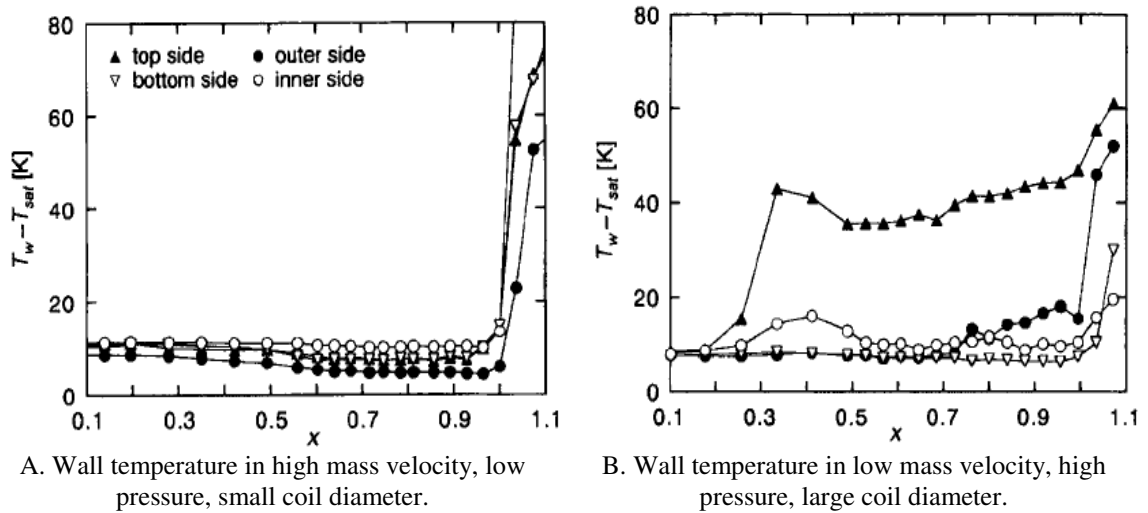 80
60
40
20
0
T_w – T_sat [K]
▲ top side ● outer side
▽ bottom side ○ inner side
0.1 0.3 0.5 0.7 0.9 1.1
x
A. Wall temperature in high mass velocity, low
pressure, small coil diameter.
80
60
40
20
0
T_w – T_sat [K]
0.1 0.3 0.5 0.7 0.9 1.1
x
B. Wall temperature in low mass velocity, high
pressure, large coil diameter.